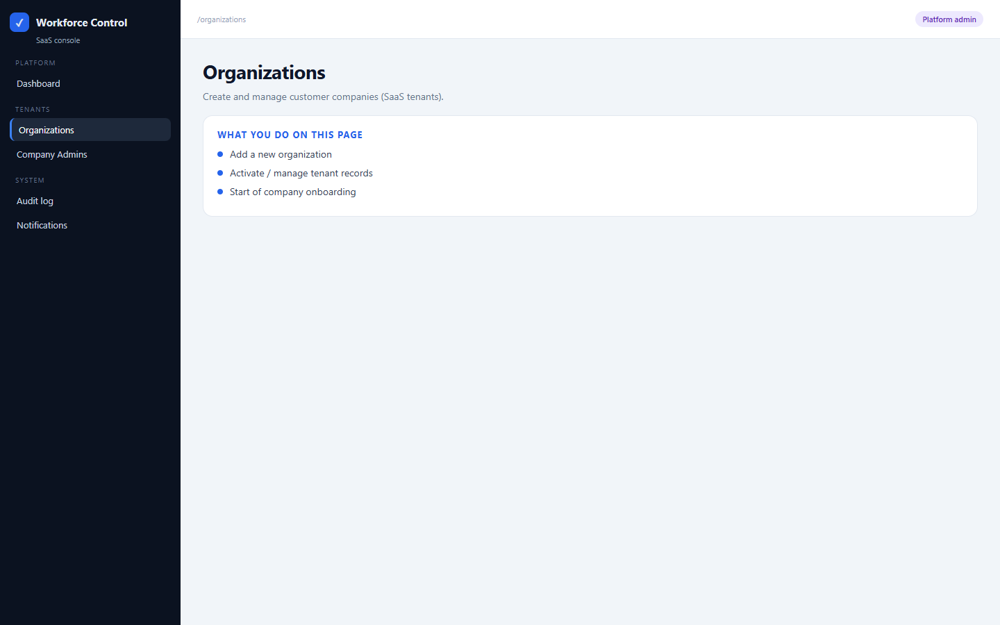 ✓ Workforce Control
SaaS console
PLATFORM
Dashboard
TENANTS
Organizations
Company Admins
SYSTEM
Audit log
Notifications
/organizations
Platform admin
Organizations
Create and manage customer companies (SaaS tenants).
WHAT YOU DO ON THIS PAGE
Add a new organization
Activate / manage tenant records
Start of company onboarding